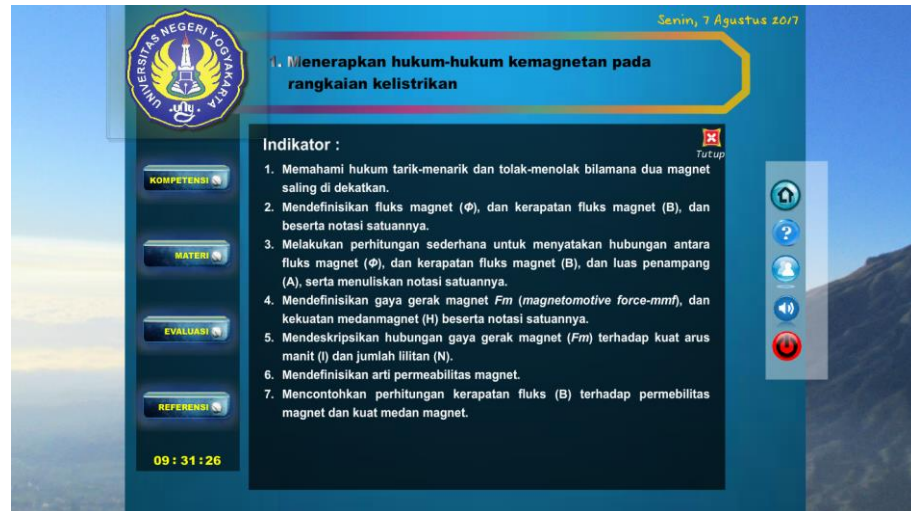 Senin, 7 Agustus 2017
UNIVERSITAS NEGERI YOGYAKARTA
uny
1. Menerapkan hukum-hukum kemagnetan pada
rangkaian kelistrikan
Indikator :
Tutup
1. Memahami hukum tarik-menarik dan tolak-menolak bilamana dua magnet
saling di dekatkan.
2. Mendefinisikan fluks magnet (Φ), dan kerapatan fluks magnet (B), dan
beserta notasi satuannya.
3. Melakukan perhitungan sederhana untuk menyatakan hubungan antara
fluks magnet (Φ), dan kerapatan fluks magnet (B), dan luas penampang
(A), serta menuliskan notasi satuannya.
4. Mendefinisikan gaya gerak magnet Fm (magnetomotive force-mmf), dan
kekuatan medanmagnet (H) beserta notasi satuannya.
5. Mendeskripsikan hubungan gaya gerak magnet (Fm) terhadap kuat arus
manit (I) dan jumlah lilitan (N).
6. Mendefinisikan arti permeabilitas magnet.
7. Mencontohkan perhitungan kerapatan fluks (B) terhadap permebilitas
magnet dan kuat medan magnet.
KOMPETENSI
MATERI
EVALUASI
REFERENSI
09:31:26